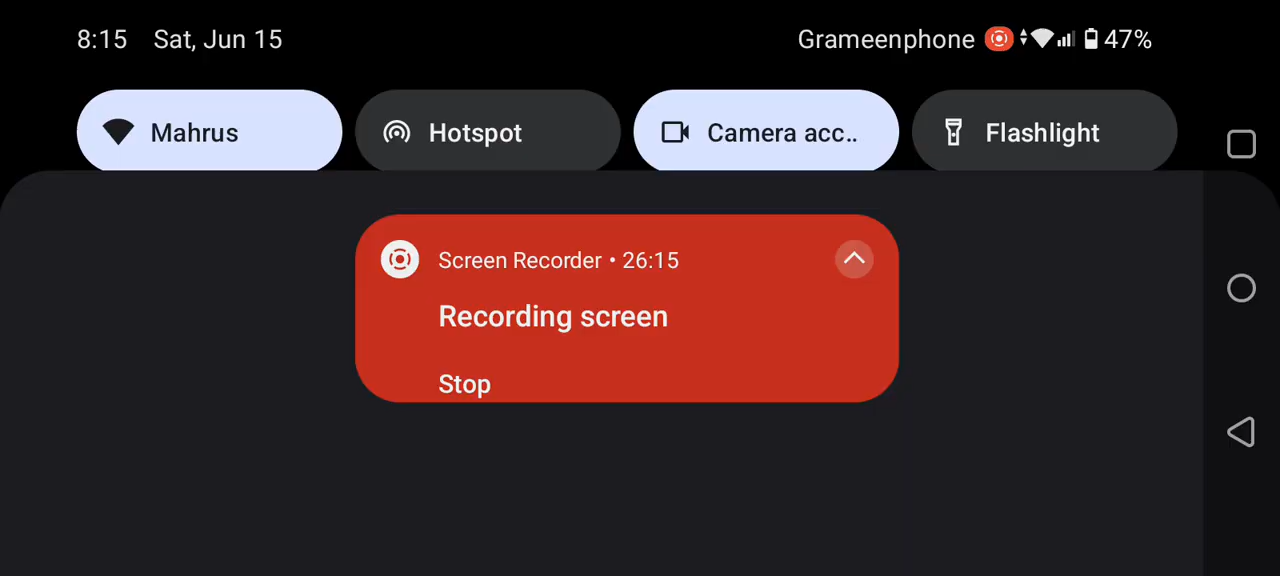 8:15 Sat, Jun 15 Grameenphone 47%
Mahrus Hotspot Camera acc.. Flashlight
Screen Recorder • 26:15
Recording screen
Stop